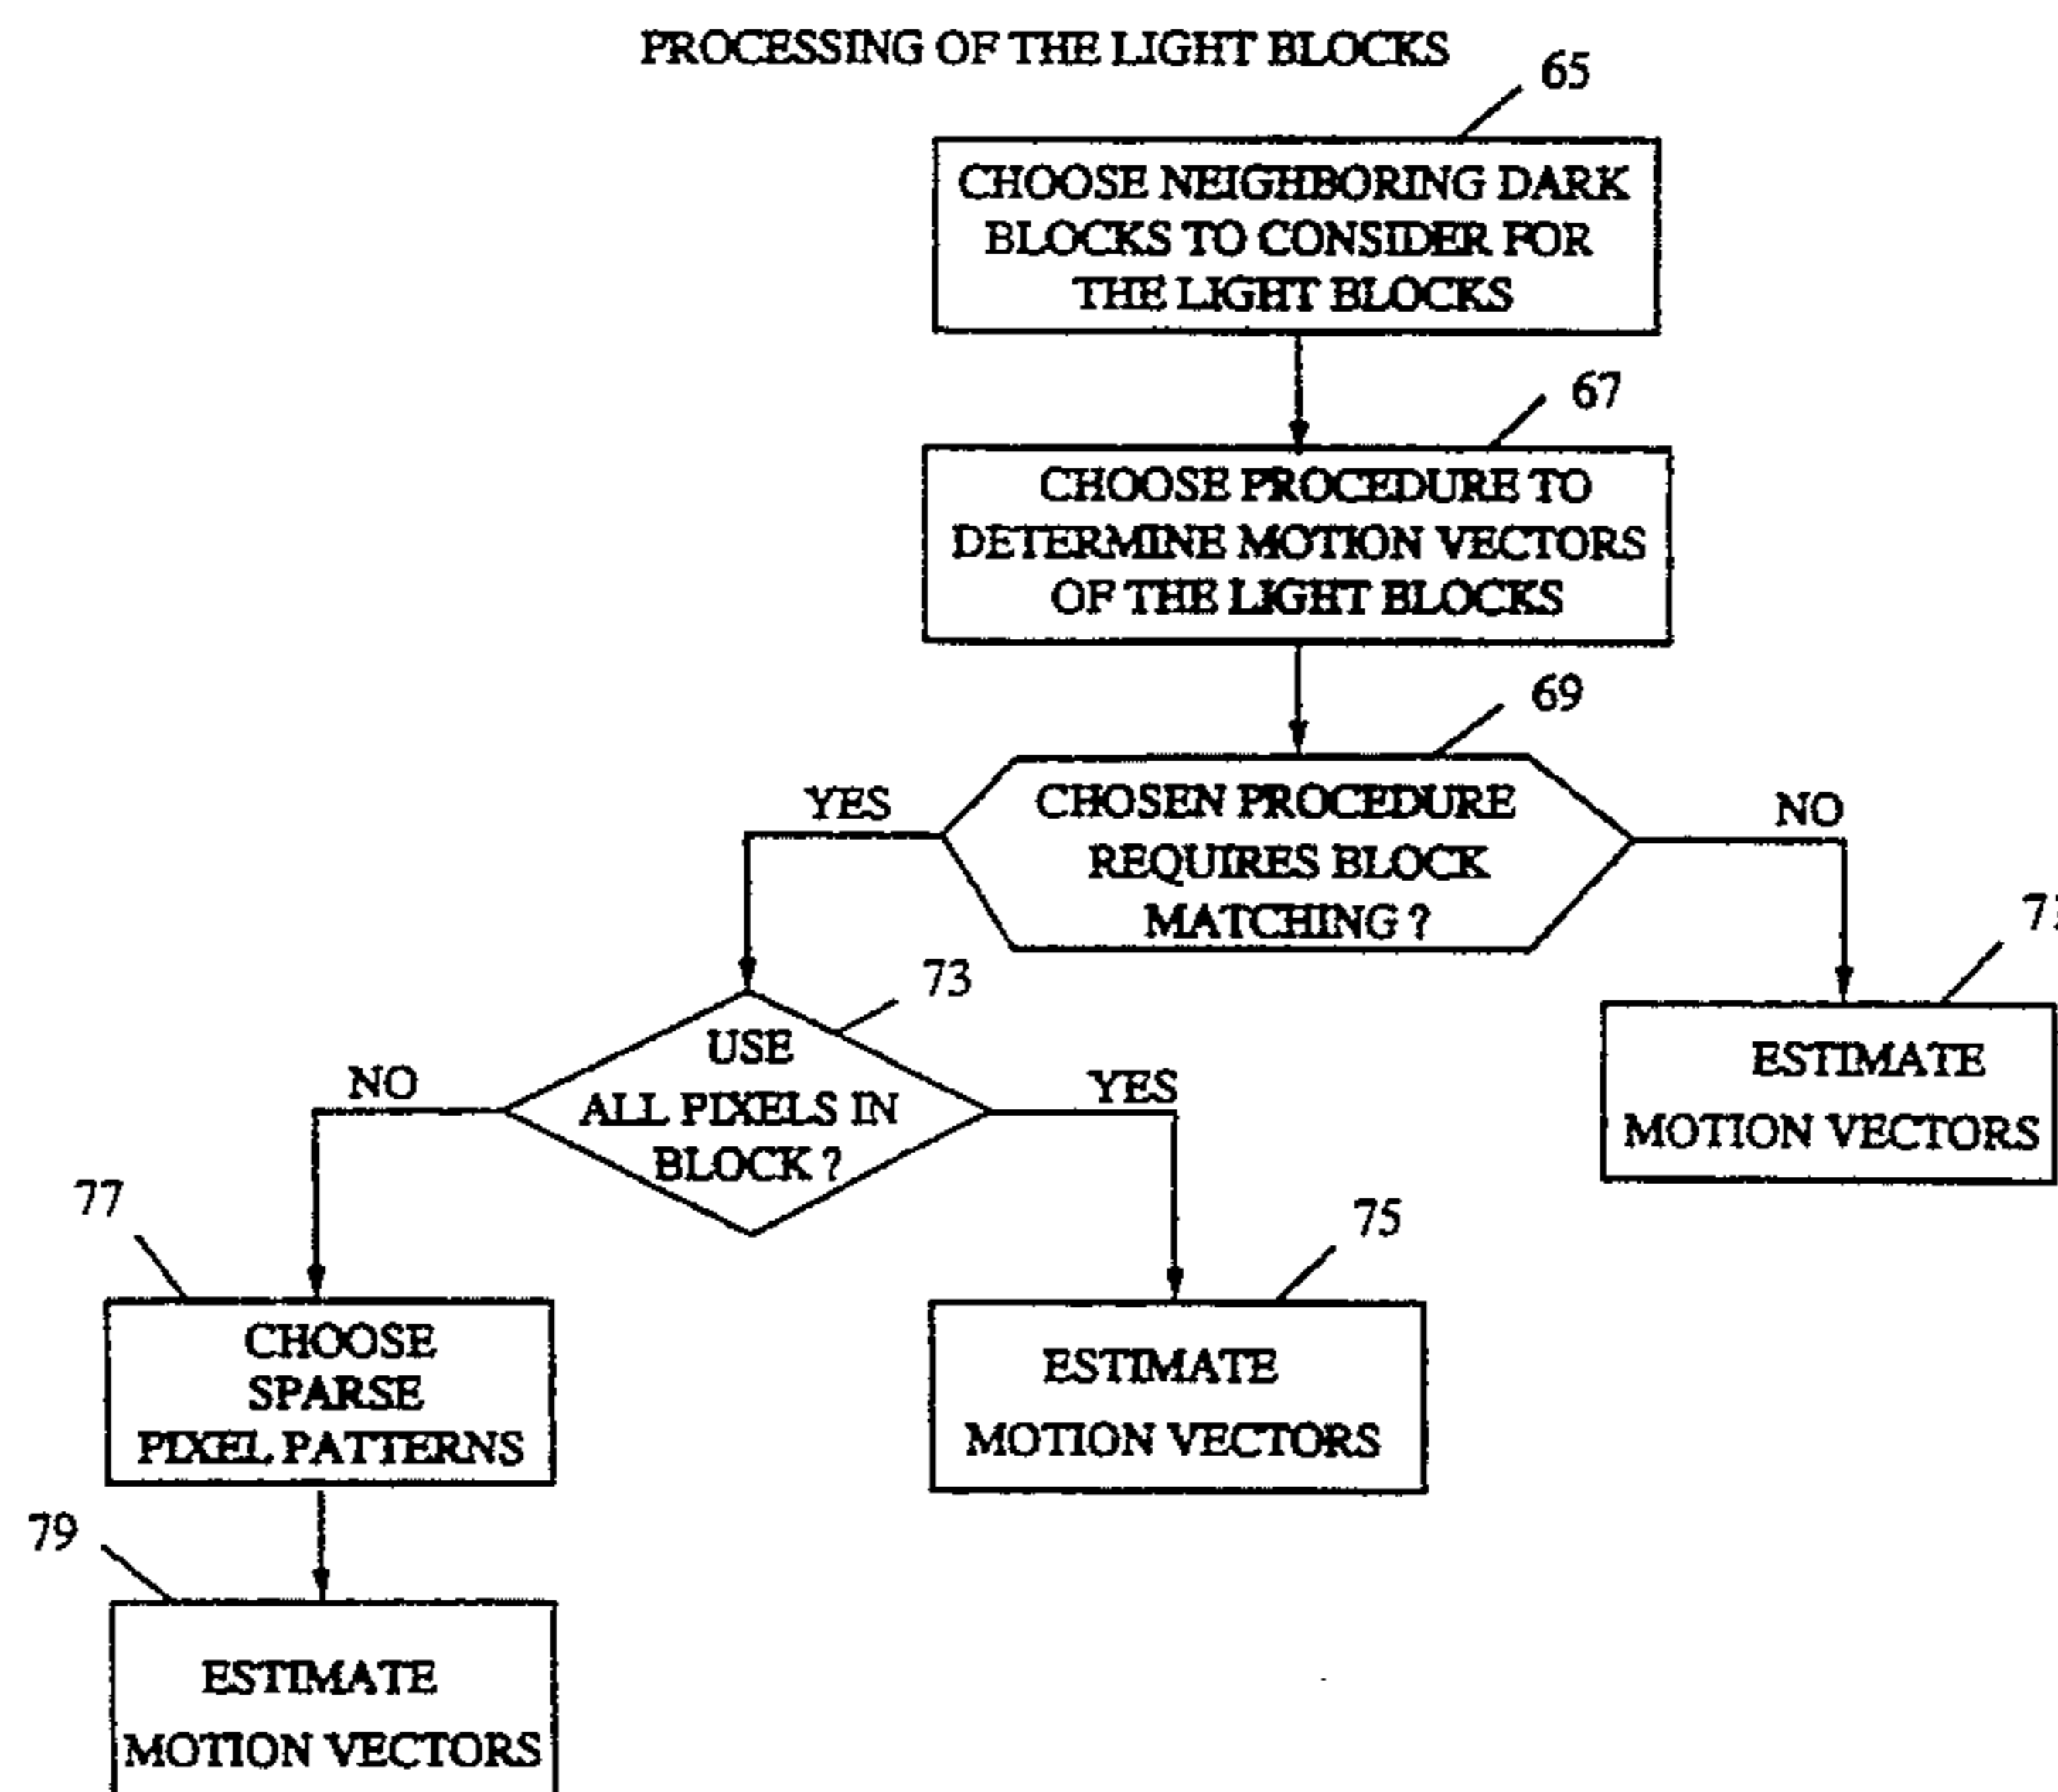 PROCESSING OF THE LIGHT BLOCKS
65
CHOOSE NEIGHBORING DARK
BLOCKS TO CONSIDER FOR
THE LIGHT BLOCKS
67
CHOOSE PROCEDURE TO
DETERMINE MOTION VECTORS
OF THE LIGHT BLOCKS
69
YES
CHOSEN PROCEDURE
REQUIRES BLOCK
MATCHING ?
NO
71
ESTIMATE
MOTION VECTORS
73
USE
ALL PIXELS IN
BLOCK ?
NO
YES
77
CHOOSE
SPARSE
PIXEL PATTERNS
75
ESTIMATE
MOTION VECTORS
79
ESTIMATE
MOTION VECTORS